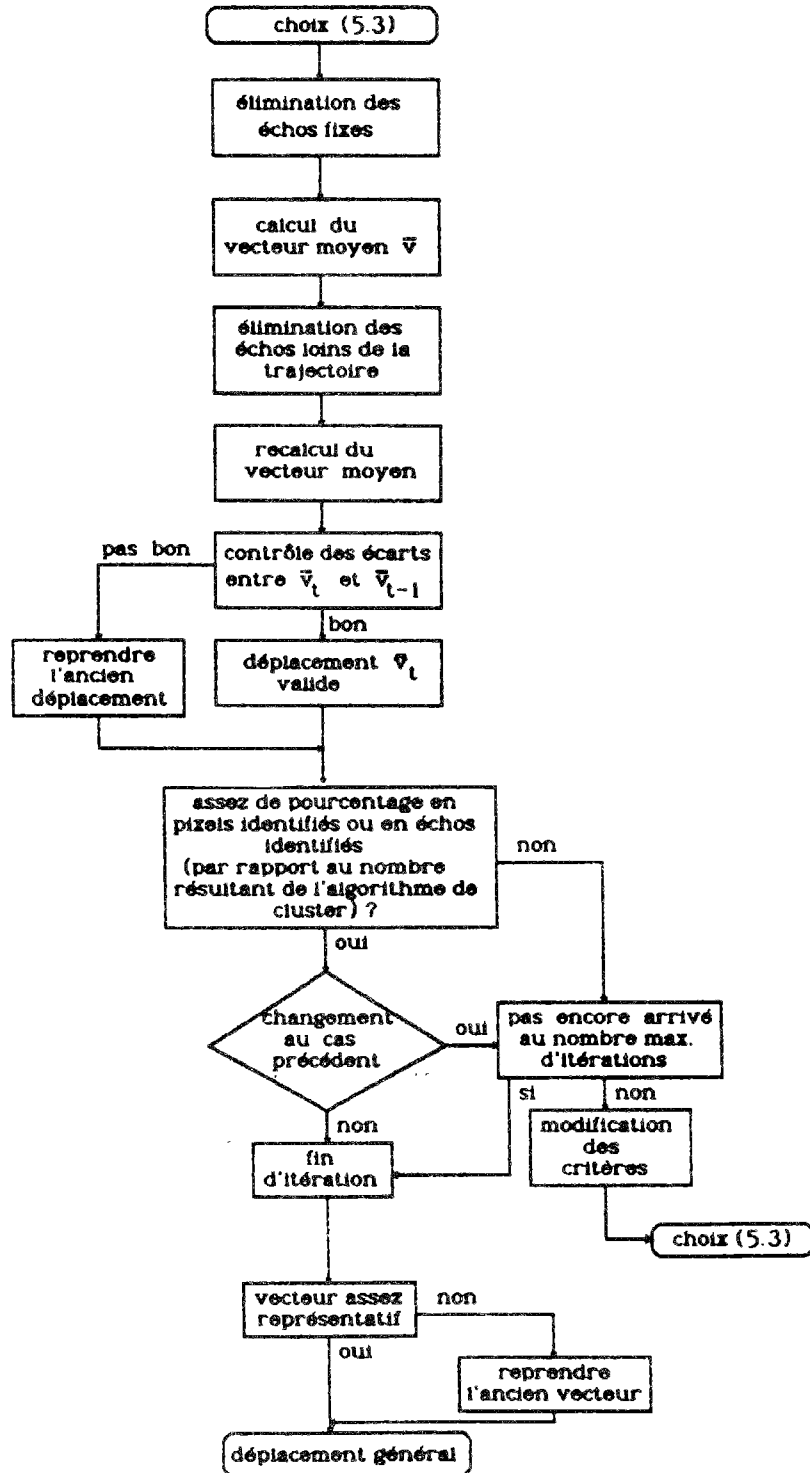 choix (5.3)
élimination des
échos fixes
calcul du
vecteur moyen v̄
élimination des
échos loins de la
trajectoire
recalcul du
vecteur moyen
pas bon
contrôle des écarts
entre v̄t et v̄t-1
bon
reprendre
l'ancien
déplacement
déplacement v̄t
valide
assez de pourcentage en
pixels identifiés ou en échos
identifiés
(par rapport au nombre
résultant de l'algorithme de
cluster) ?
non
oui
changement
au cas
précédent
oui
pas encore arrivé
au nombre max.
d'itérations
si
non
non
modification
des
critères
fin
d'itération
choix (5.3)
vecteur assez
représentatif
non
oui
reprendre
l'ancien vecteur
déplacement général